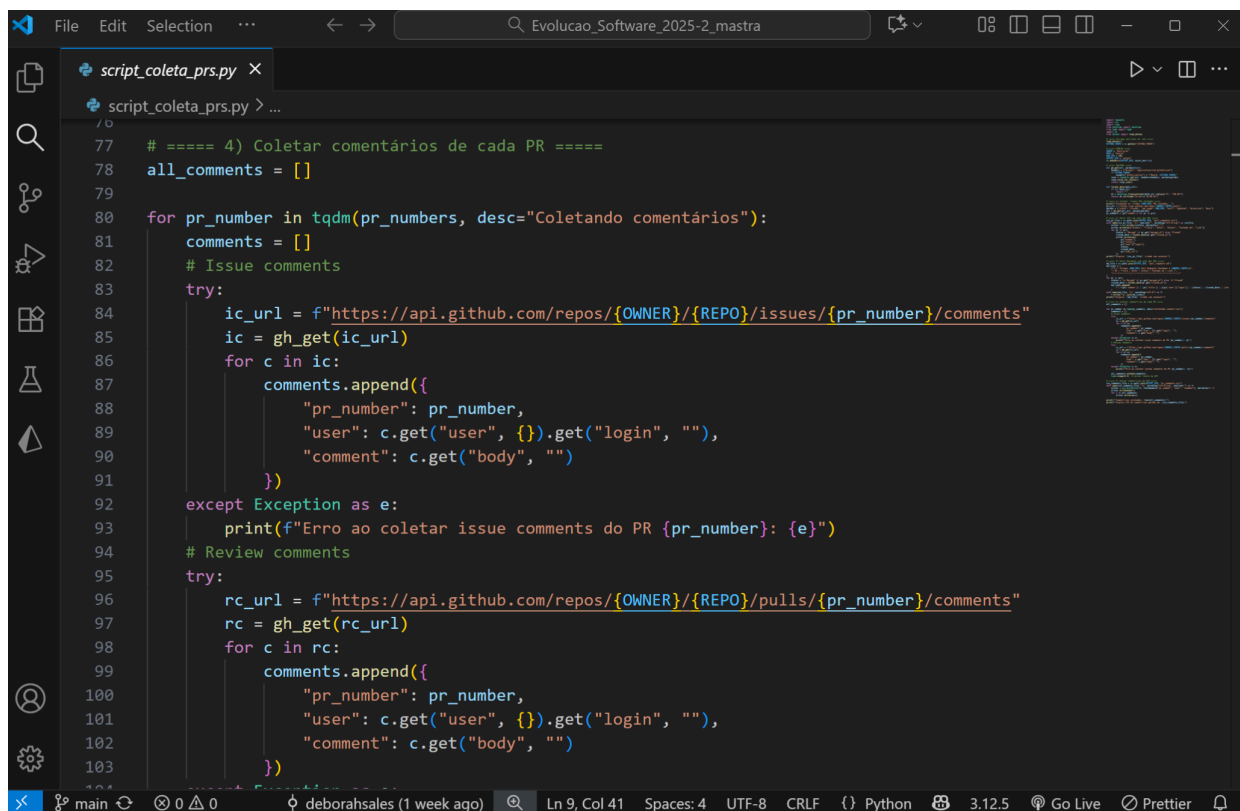 File Edit Selection ··· Evolucao_Software_2025-2_mastra
script_coleta_prs.py
script_coleta_prs.py > ...
76
77 # ===== 4) Coletar comentários de cada PR =====
78 all_comments = []
79
80 for pr_number in tqdm(pr_numbers, desc="Coletando comentários"):
81     comments = []
82     # Issue comments
83     try:
84         ic_url = f"https://api.github.com/repos/{OWNER}/{REPO}/issues/{pr_number}/comments"
85         ic = gh_get(ic_url)
86         for c in ic:
87             comments.append({
88                 "pr_number": pr_number,
89                 "user": c.get("user", {}).get("login", ""),
90                 "comment": c.get("body", "")
91             })
92     except Exception as e:
93         print(f"Erro ao coletar issue comments do PR {pr_number}: {e}")
94     # Review comments
95     try:
96         rc_url = f"https://api.github.com/repos/{OWNER}/{REPO}/pulls/{pr_number}/comments"
97         rc = gh_get(rc_url)
98         for c in rc:
99             comments.append({
100                 "pr_number": pr_number,
101                 "user": c.get("user", {}).get("login", ""),
102                 "comment": c.get("body", "")
103             })
main 0 0 deborahsales (1 week ago) Ln 9, Col 41 Spaces: 4 UTF-8 CRLF {} Python 3.12.5 Go Live Prettier